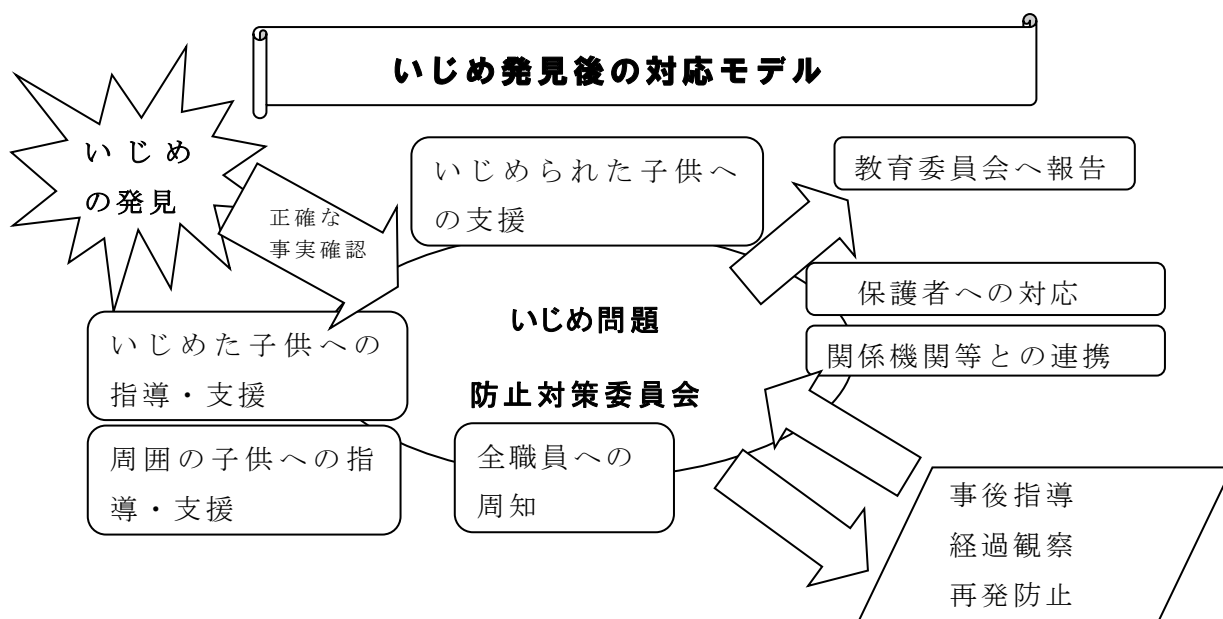 いじめ発見後の対応モデル
いじめ
の発見
正確な
事実確認
いじめられた子供へ
の支援
教育委員会へ報告
保護者への対応
関係機関等との連携
いじめ問題
防止対策委員会
いじめた子供への
指導・支援
周囲の子供への指
導・支援
全職員への
周知
事後指導
経過観察
再発防止